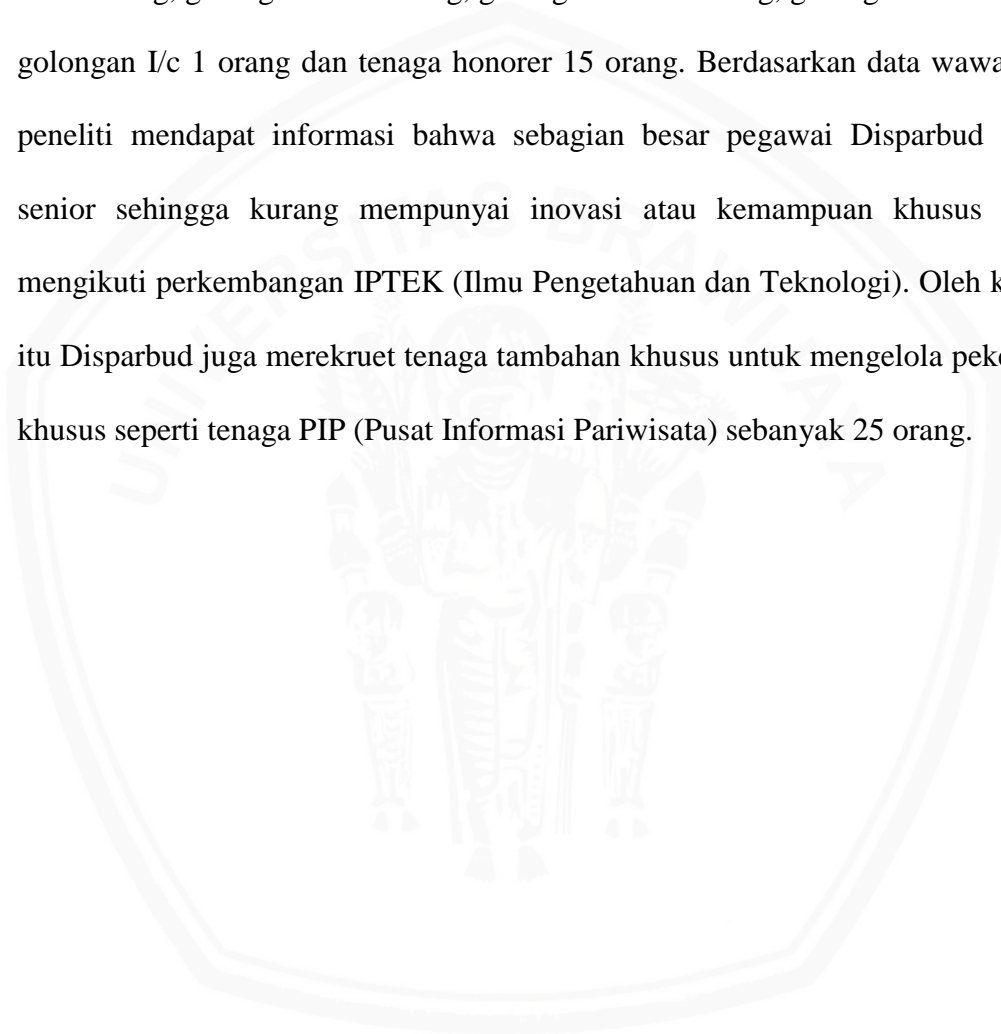 golongan I/c 1 orang dan tenaga honorer 15 orang. Berdasarkan data
peneliti mendapat informasi bahwa sebagian besar pegawai Disparbud
senior sehingga kurang mempunyai inovasi atau kemampuan khusus
mengikuti perkembangan IPTEK (Ilmu Pengetahuan dan Teknologi). Oleh
itu Disparbud juga merekruet tenaga tambahan khusus untuk mengelola
khusus seperti tenaga PIP (Pusat Informasi Pariwisata) sebanyak 25 orang.
UNIVERSITAS BRAWIJAYA